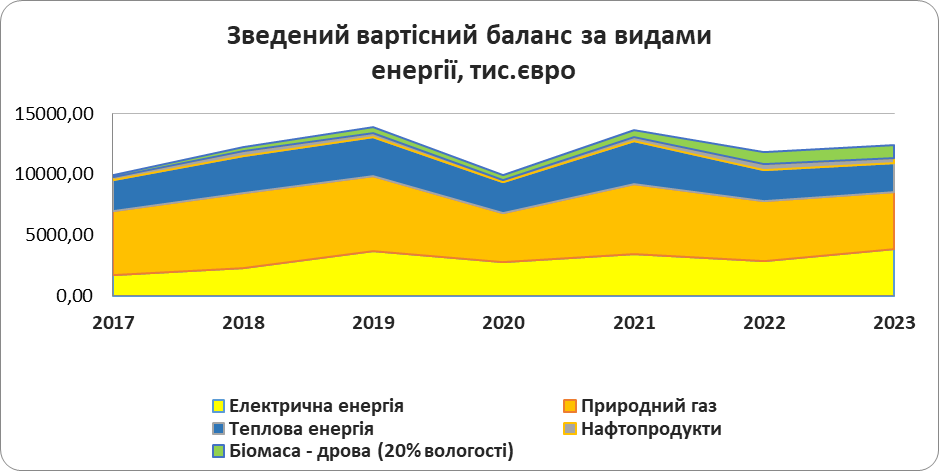 Зведений вартісний баланс за видами
енергії, тис.євро
15000,00
10000,00
5000,00
0,00
2017 2018 2019 2020 2021 2022 2023
Електрична енергія Природний газ
Теплова енергія Нафтопродукти
Біомаса - дрова (20% вологості)